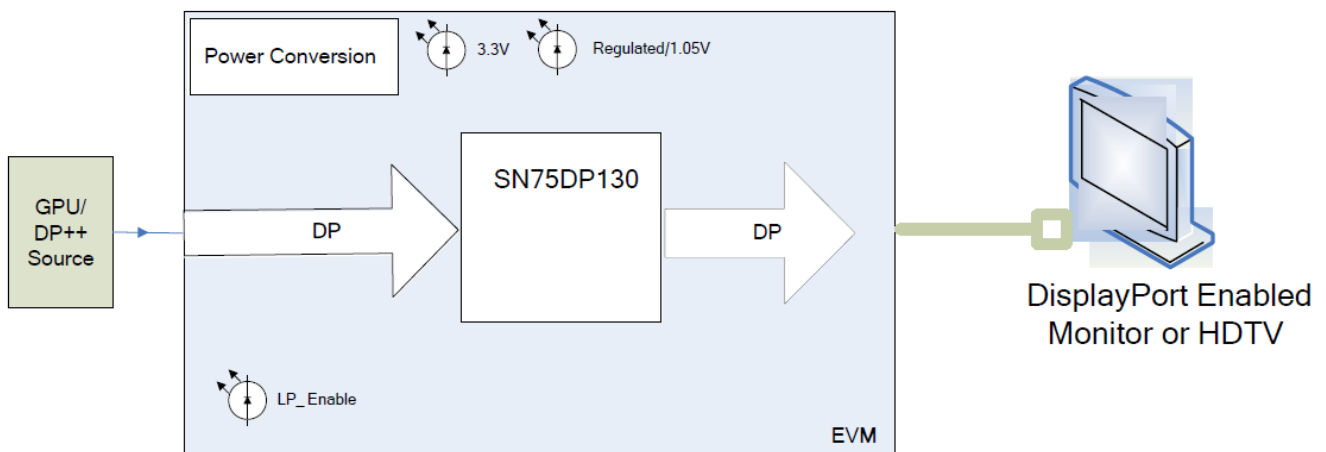 Power Conversion
3.3V
Regulated/1.05V
SN75DP130
GPU/
DP++
Source
DP
DP
DisplayPort Enabled
Monitor or HDTV
LP_Enable
EVM